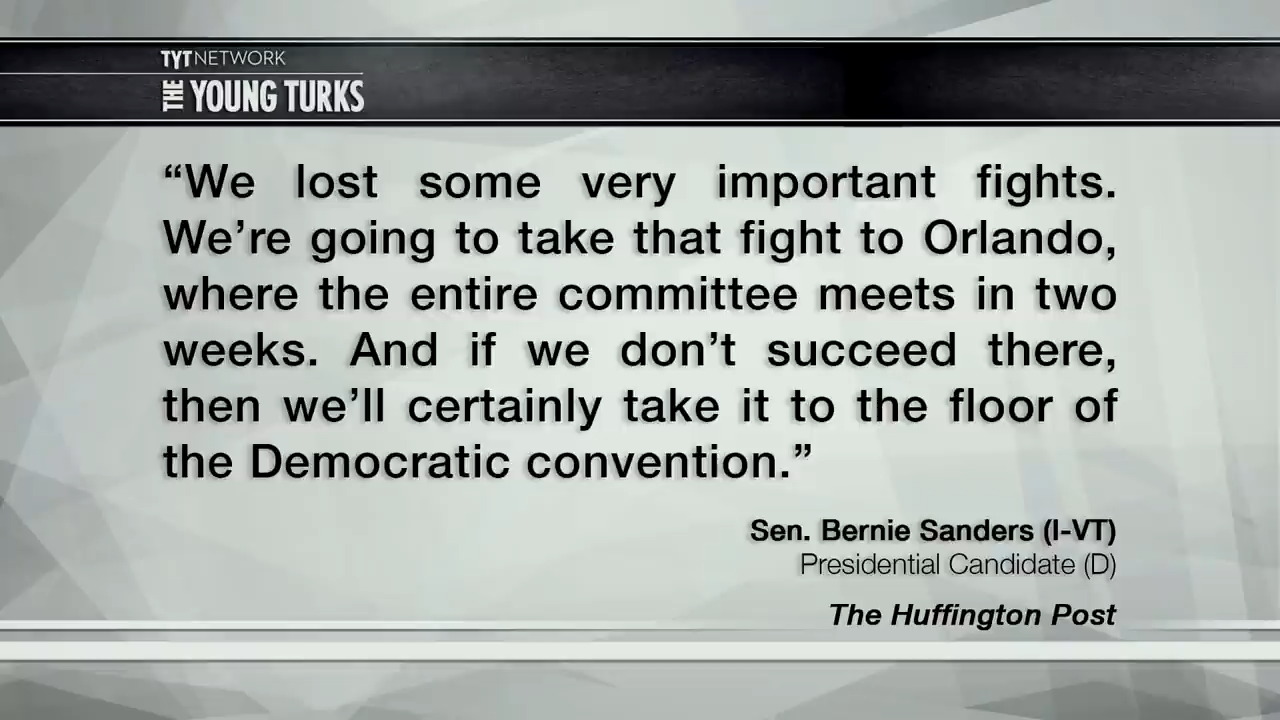 TYT NETWORK
THE YOUNG TURKS
“We lost some very important fights.
We’re going to take that fight to Orlando,
where the entire committee meets in two
weeks. And if we don’t succeed there,
then we’ll certainly take it to the floor of
the Democratic convention.”
Sen. Bernie Sanders (I-VT)
Presidential Candidate (D)
The Huffington Post